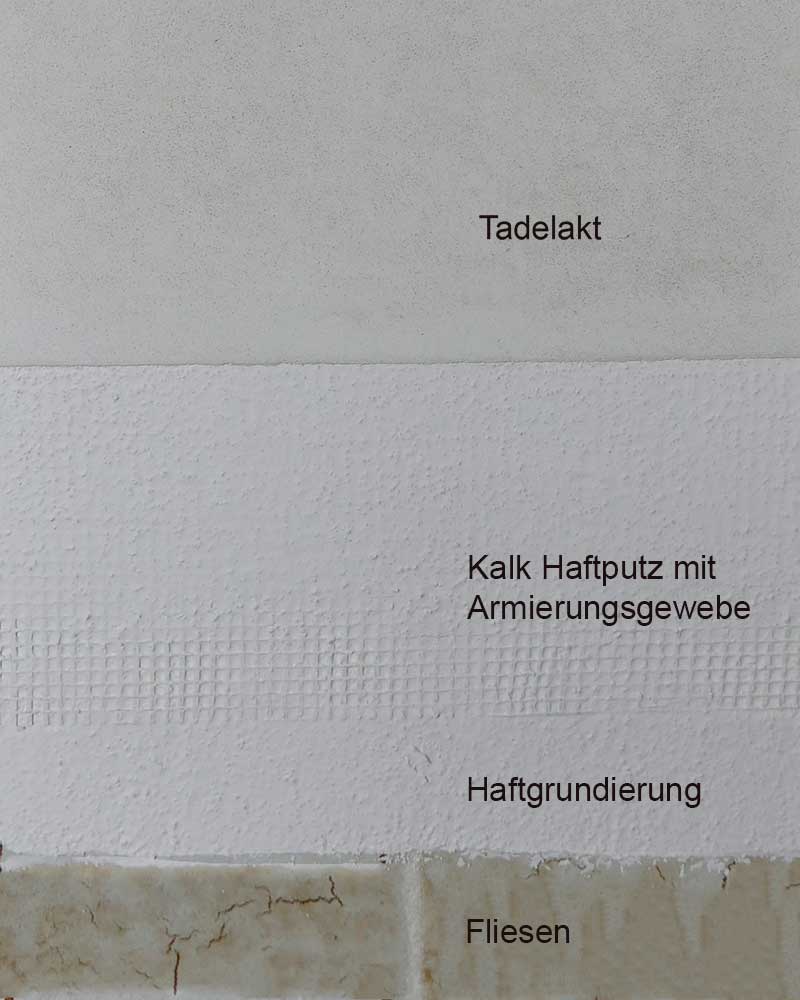 Tadelakt
Kalk Haftputz mit
Armierungsgewebe
Haftgrundierung
Fliesen